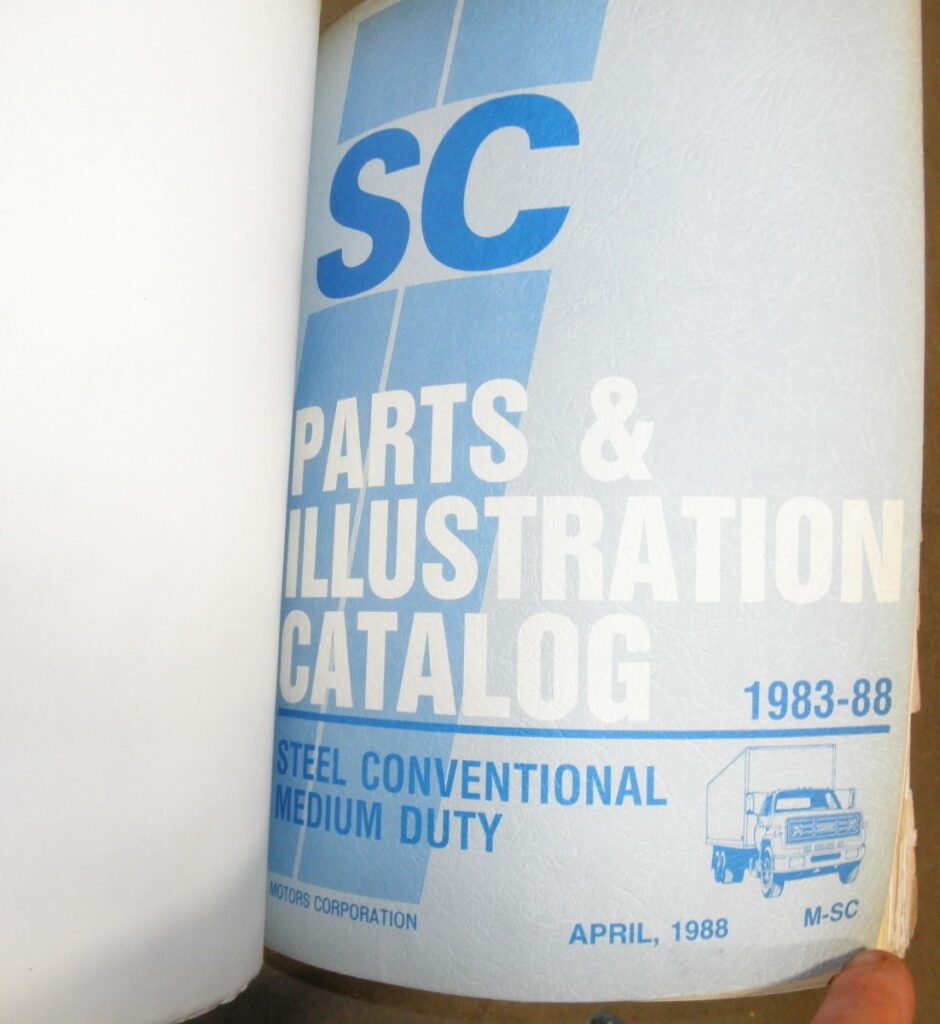 SC
PARTS &
ILLUSTRATION
CATALOG
1983-88
STEEL CONVENTIONAL
MEDIUM DUTY
MOTORS CORPORATION
APRIL, 1988
M-SC